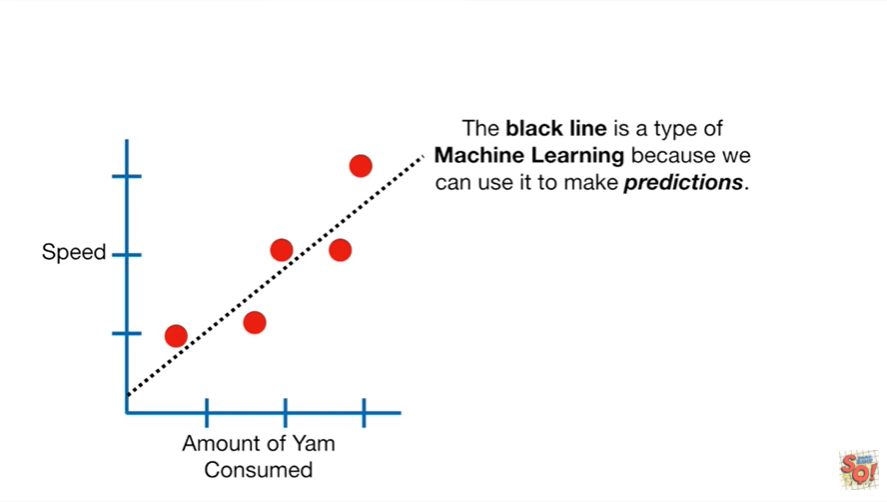 The black line is a type of
Machine Learning because we
can use it to make predictions.
Speed
Amount of Yam
Consumed
SO!